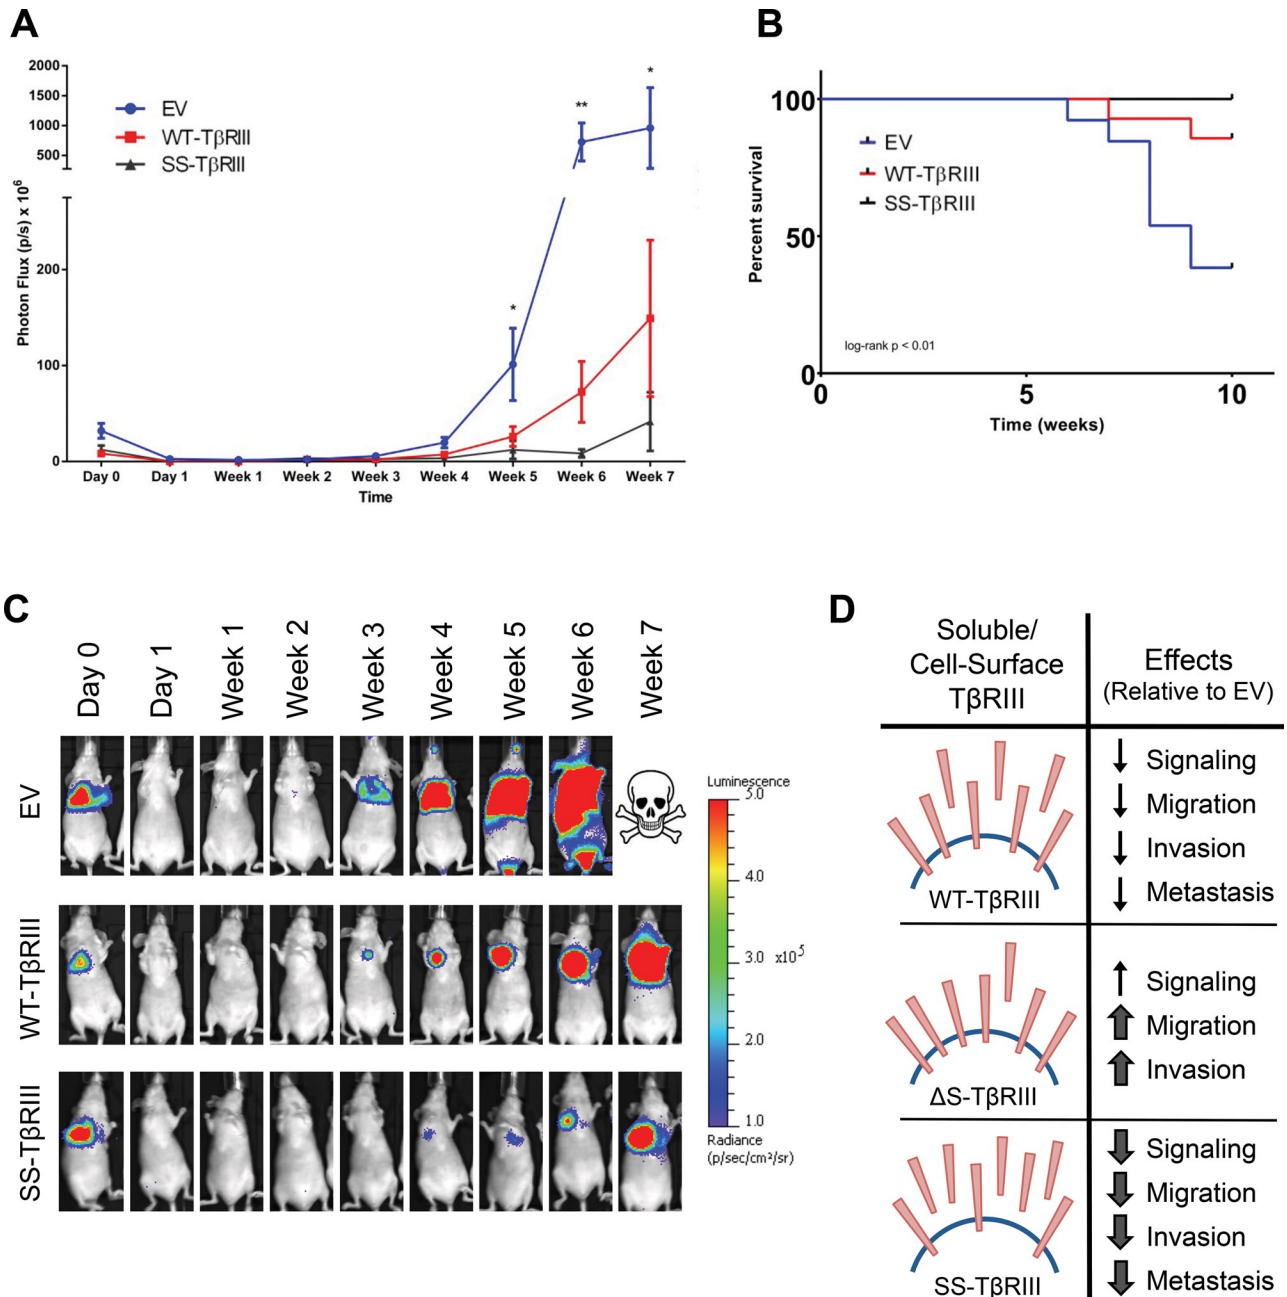 A
2000
1500
1000
500
200
100
0
Photon Flux (p/s) x 10⁶
EV
WT-TβRIII
SS-TβRIII
*
**
*
Day 0 Day 1 Week 1 Week 2 Week 3 Week 4 Week 5 Week 6 Week 7
Time
B
100
50
0
Percent survival
EV
WT-TβRIII
SS-TβRIII
log-rank p < 0.01
0 5 10
Time (weeks)
C
Day 0 Day 1 Week 1 Week 2 Week 3 Week 4 Week 5 Week 6 Week 7
EV
WT-TβRIII
SS-TβRIII
Luminescence
5.0
4.0
3.0 x10⁵
2.0
1.0
Radiance
(p/sec/cm²/sr)
D
Soluble/
Cell-Surface
TβRIII
Effects
(Relative to EV)
↓ Signaling
↓ Migration
↓ Invasion
↓ Metastasis
WT-TβRIII
↑ Signaling
⬆ Migration
⬆ Invasion
ΔS-TβRIII
⬇ Signaling
⬇ Migration
⬇ Invasion
⬇ Metastasis
SS-TβRIII